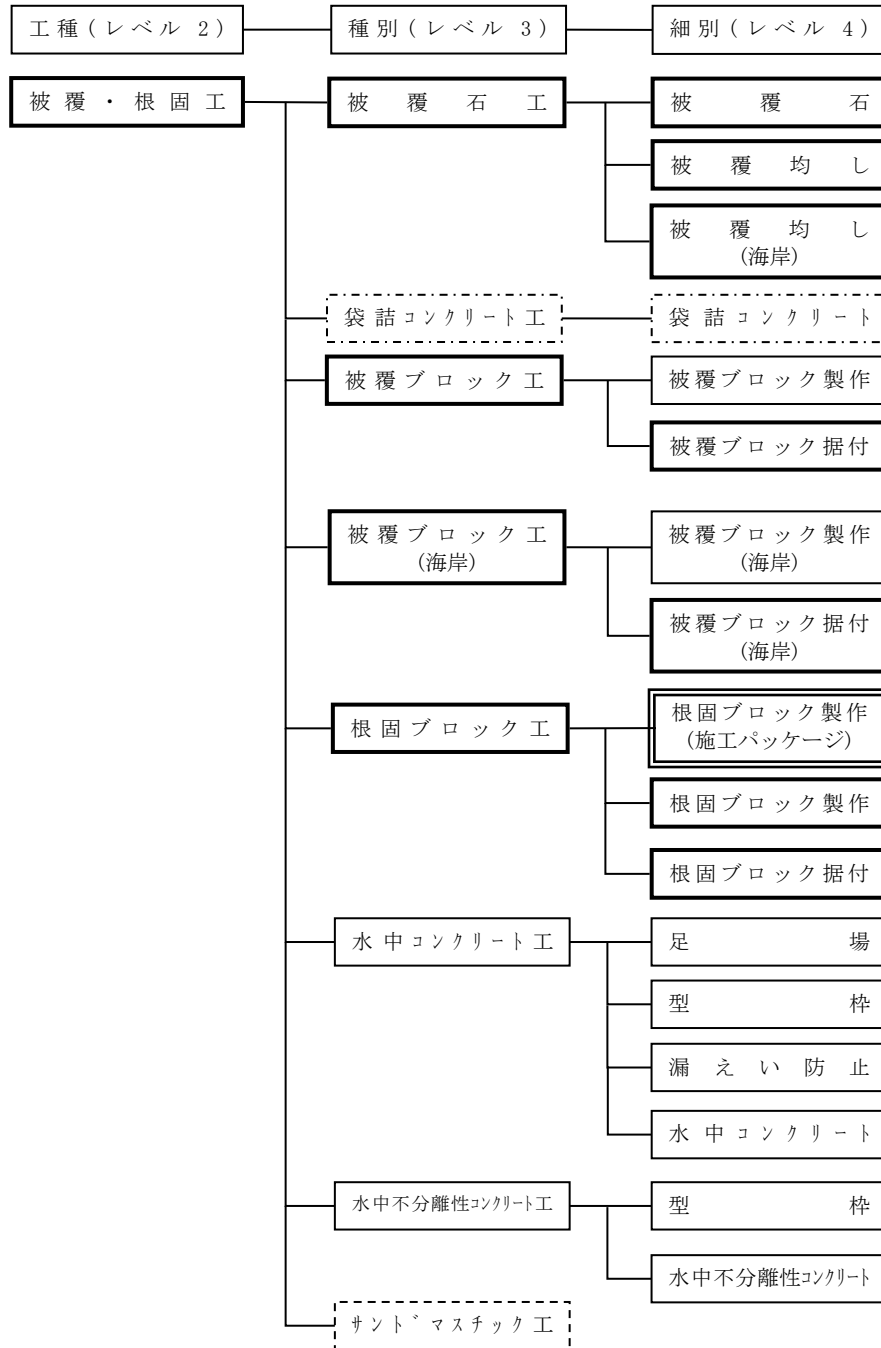 工種(レベル 2) 種別(レベル 3) 細別(レベル 4)
被覆・根固工 被覆石工 被覆石
被覆均し
被覆均し
(海岸)
袋詰コンクリート工 袋詰コンクリート
被覆ブロック工 被覆ブロック製作
被覆ブロック据付
被覆ブロック工
(海岸)
被覆ブロック製作
(海岸)
被覆ブロック据付
(海岸)
根固ブロック工
根固ブロック製作
(施工パッケージ)
根固ブロック製作
根固ブロック据付
水中コンクリート工 足場
型枠
漏えい防止
水中コンクリート
水中不分離性コンクリート工 型枠
水中不分離性コンクリート
サンドマスチック工